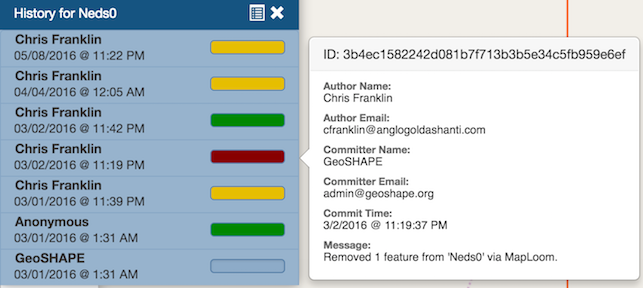 History for Neds0
Chris Franklin
05/08/2016 @ 11:22 PM
Chris Franklin
04/04/2016 @ 12:05 AM
Chris Franklin
03/02/2016 @ 11:42 PM
Chris Franklin
03/02/2016 @ 11:19 PM
Chris Franklin
03/01/2016 @ 11:39 PM
Anonymous
03/01/2016 @ 1:31 AM
GeoSHAPE
03/01/2016 @ 1:31 AM
ID: 3b4ec1582242d081b7f713b3b5e34c5fb959e6ef
Author Name:
Chris Franklin
Author Email:
cfranklin@anglogoldashanti.com
Committer Name:
GeoSHAPE
Committer Email:
admin@geoshape.org
Commit Time:
3/2/2016 @ 11:19:37 PM
Message:
Removed 1 feature from 'Neds0' via MapLoom.